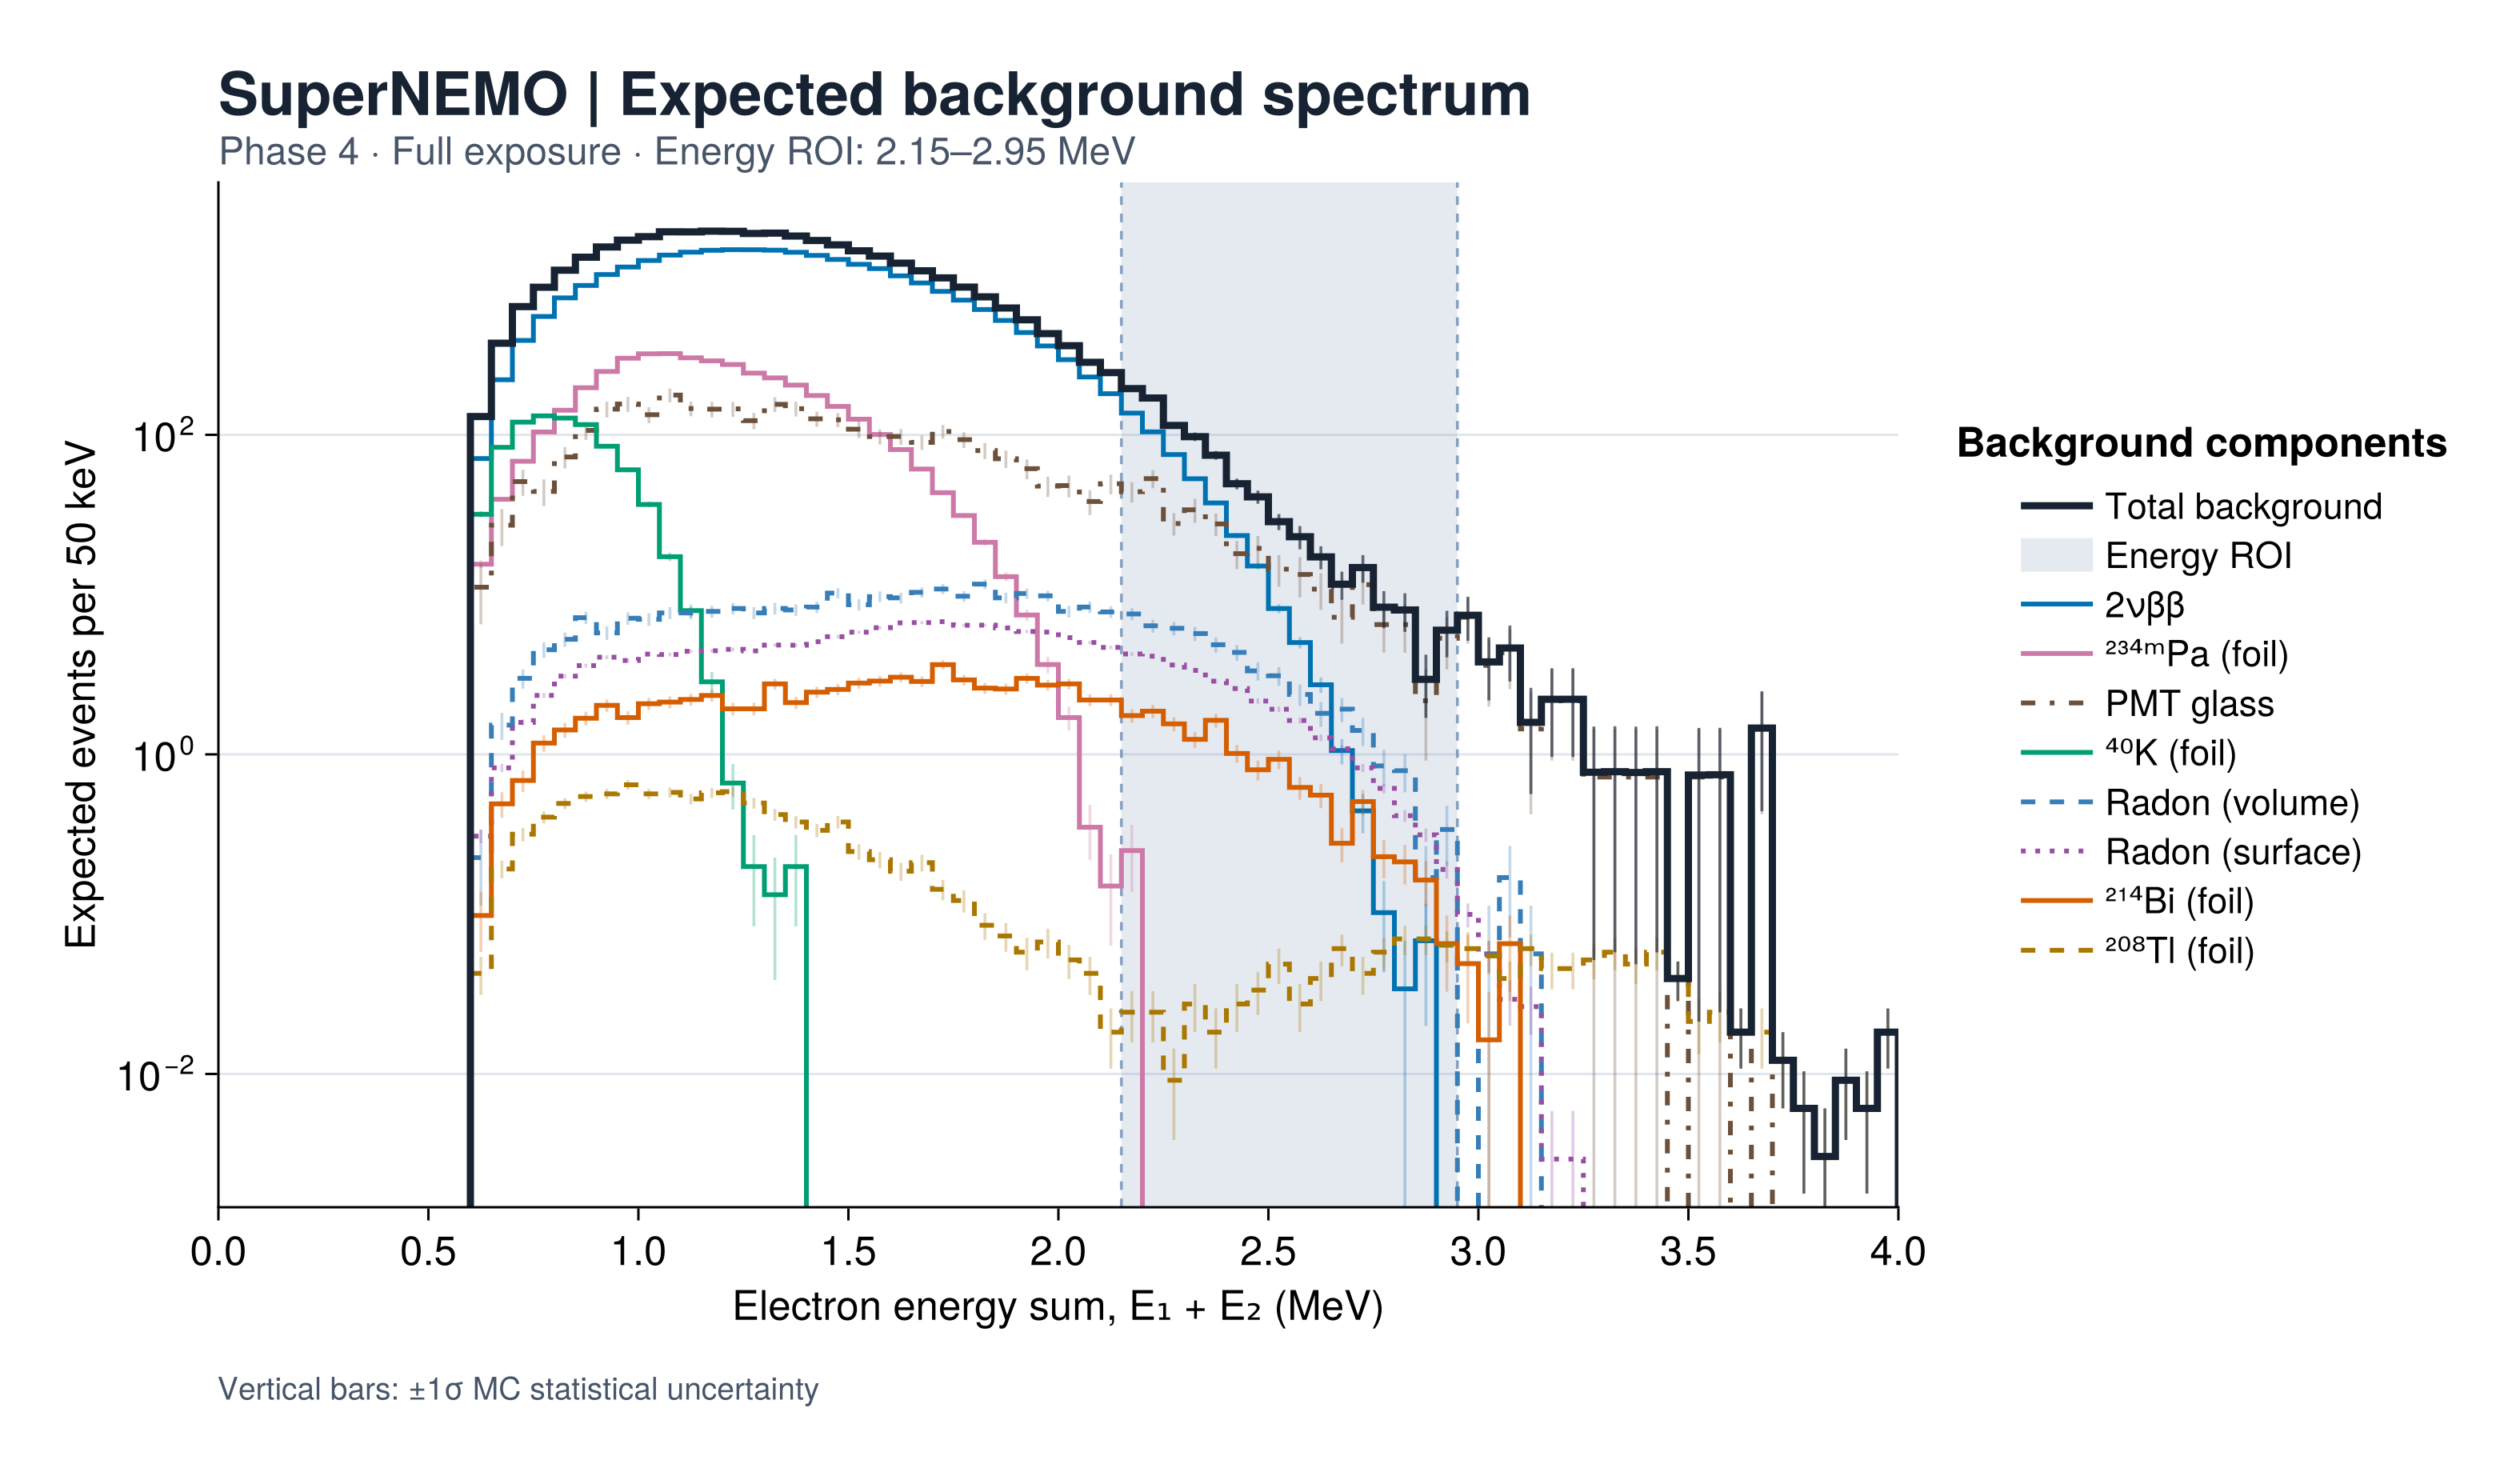 SuperNEMO | Expected background spectrum
Phase 4 · Full exposure · Energy ROI: 2.15–2.95 MeV
Expected events per 50 keV
10²
10⁰
10⁻²
0.0 0.5 1.0 1.5 2.0 2.5 3.0 3.5 4.0
Electron energy sum, E₁ + E₂ (MeV)
Background components
Total background
Energy ROI
2νββ
²³⁴ᵐPa (foil)
PMT glass
⁴⁰K (foil)
Radon (volume)
Radon (surface)
²¹⁴Bi (foil)
²⁰⁸Tl (foil)
Vertical bars: ±1σ MC statistical uncertainty